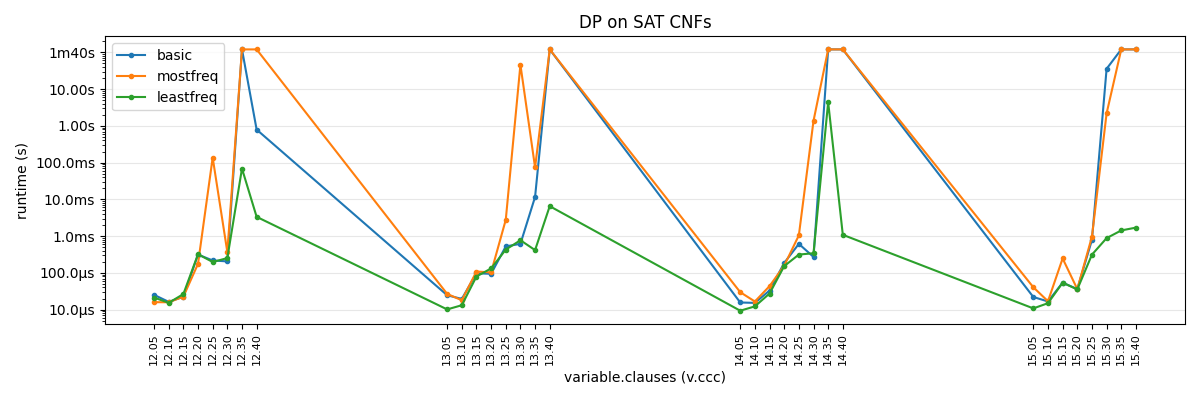 DP on SAT CNFs
basic
mostfreq
leastfreq
runtime (s)
1m40s
10.00s
1.00s
100.0ms
10.0ms
1.0ms
100.0µs
10.0µs
12.05
12.10
12.15
12.20
12.25
12.30
12.35
12.40
13.05
13.10
13.15
13.20
13.25
13.30
13.35
13.40
14.05
14.10
14.15
14.20
14.25
14.30
14.35
14.40
15.05
15.10
15.15
15.20
15.25
15.30
15.35
15.40
variable.clauses (v.ccc)